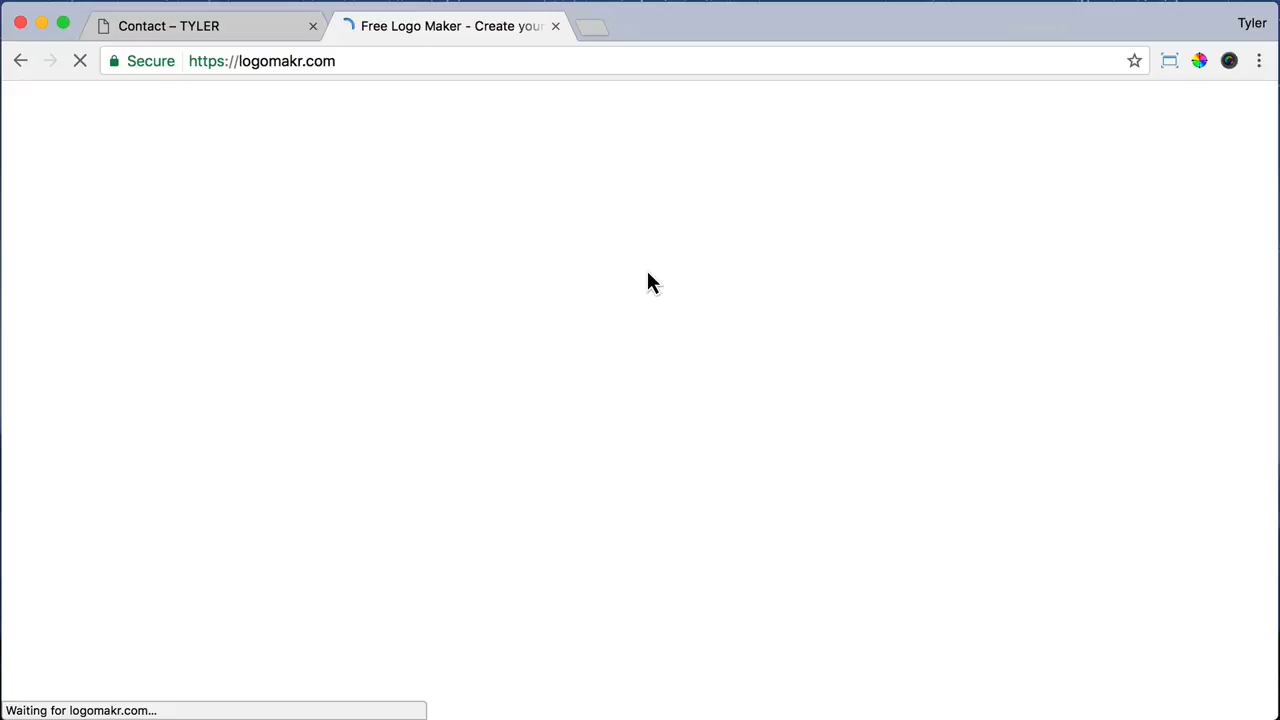 Contact – TYLER
Free Logo Maker - Create your
Tyler
Secure
https://logomakr.com
Waiting for logomakr.com...